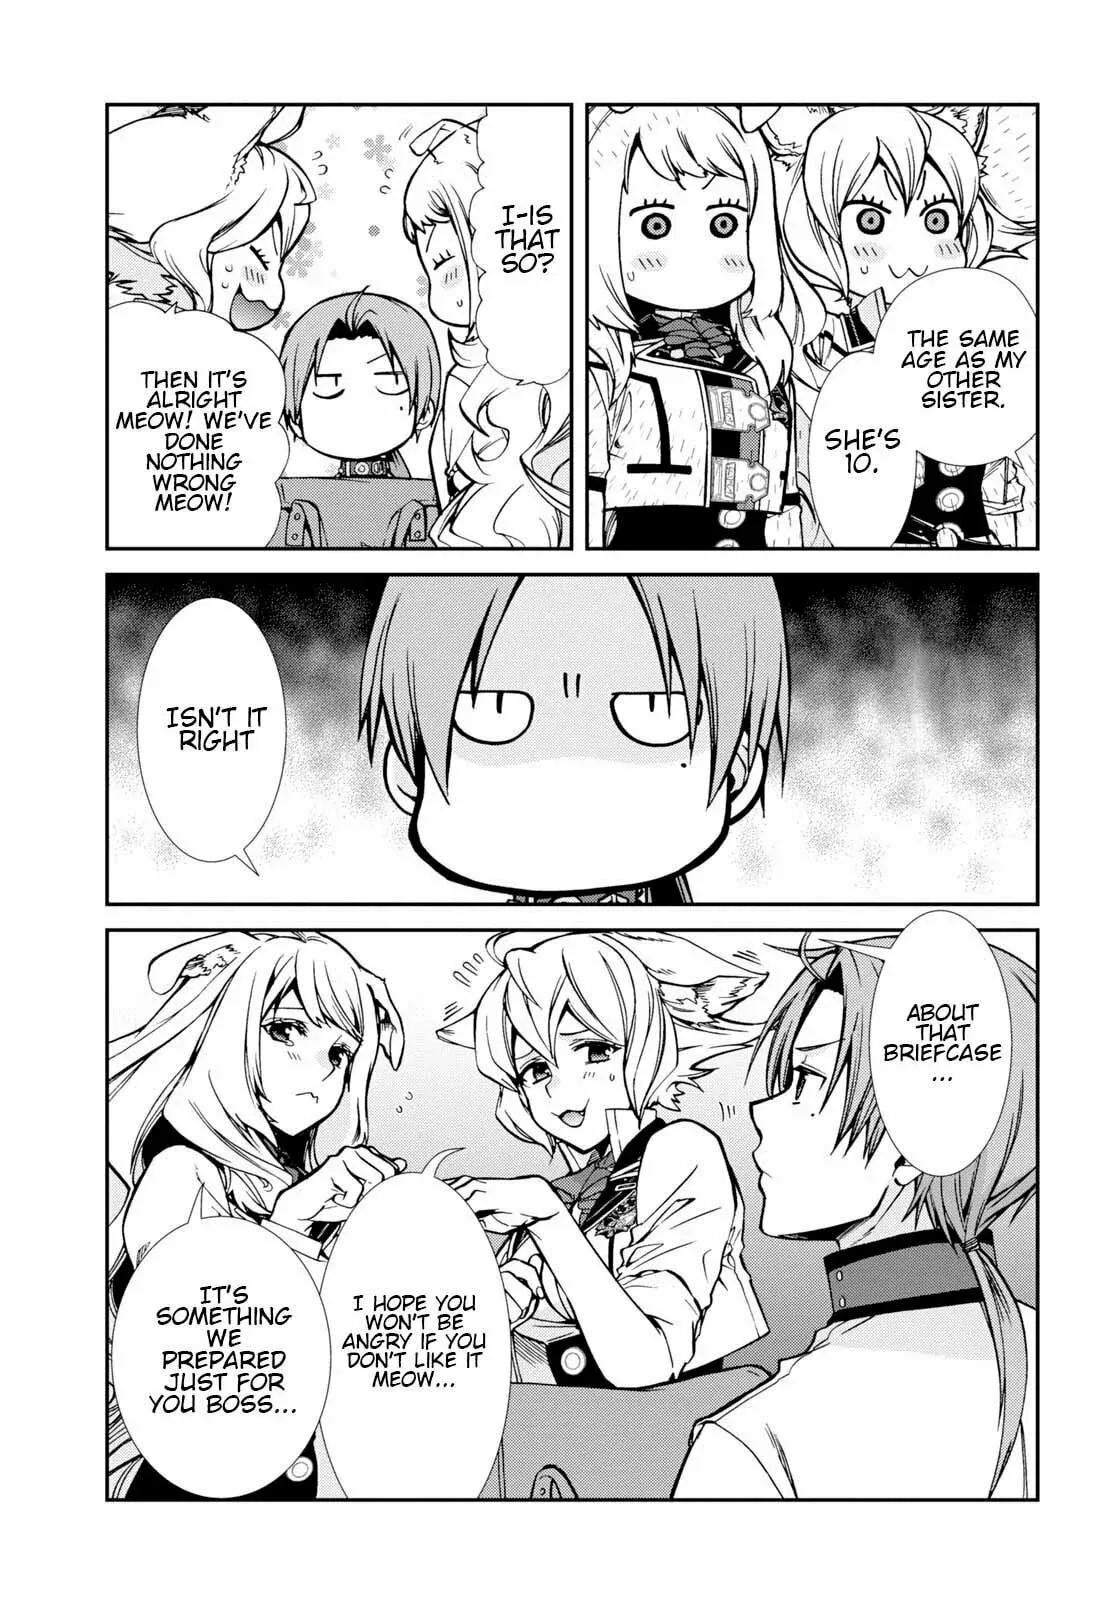 THE SAME
AGE AS MY
OTHER
SISTER.
SHE'S
10.
I-IS
THAT
SO?
THEN IT'S
ALRIGHT
MEOW! WE'VE
DONE
NOTHING
WRONG
MEOW!
ISN'T IT
RIGHT
ABOUT
THAT
BRIEFCASE
...
I HOPE YOU
WON'T BE
ANGRY IF YOU
DON'T LIKE IT
MEOW...
IT'S
SOMETHING
WE
PREPARED
JUST FOR
YOU BOSS...